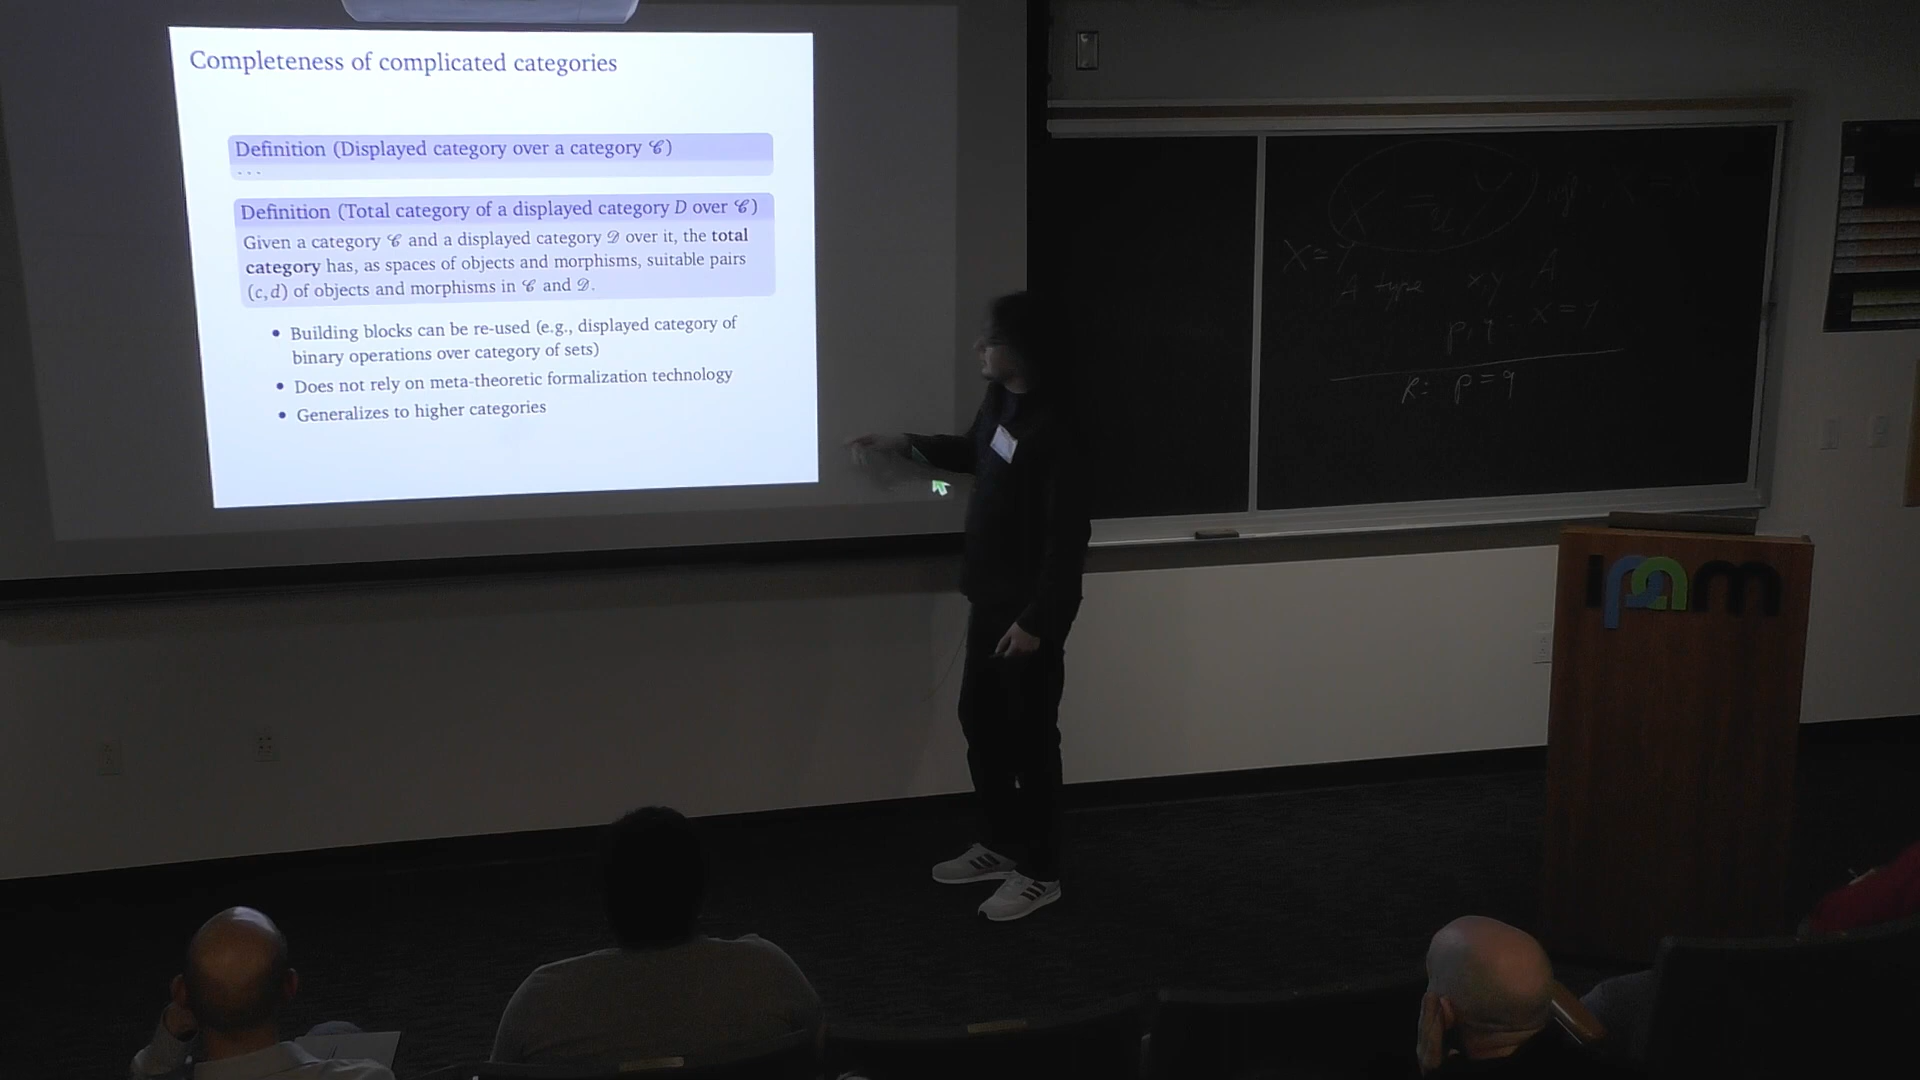 Completeness of complicated categories
Definition (Displayed category over a category 𝒞)
. . .
Definition (Total category of a displayed category D over 𝒞)
Given a category 𝒞 and a displayed category 𝒟 over it, the total
category has, as spaces of objects and morphisms, suitable pairs
(c,d) of objects and morphisms in 𝒞 and 𝒟.
• Building blocks can be re-used (e.g., displayed category of
binary operations over category of sets)
• Does not rely on meta-theoretic formalization technology
• Generalizes to higher categories
X = Y
A type x,y : A
p,q : x = y
p = q
ipam